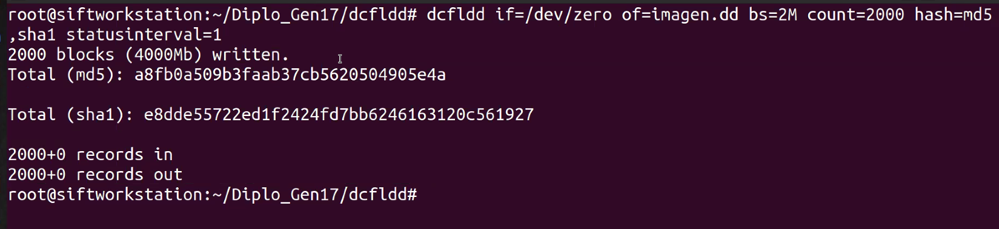 root@siftworkstation:~/Diplo_Gen17/dcfldd# dcfldd if=/dev/zero of=imagen.dd bs=2M count=2000 hash=md5
,sha1 statusinterval=1
2000 blocks (4000Mb) written.
Total (md5): a8fb0a509b3faab37cb5620504905e4a
Total (sha1): e8dde55722ed1f2424fd7bb6246163120c561927
2000+0 records in
2000+0 records out
root@siftworkstation:~/Diplo_Gen17/dcfldd#